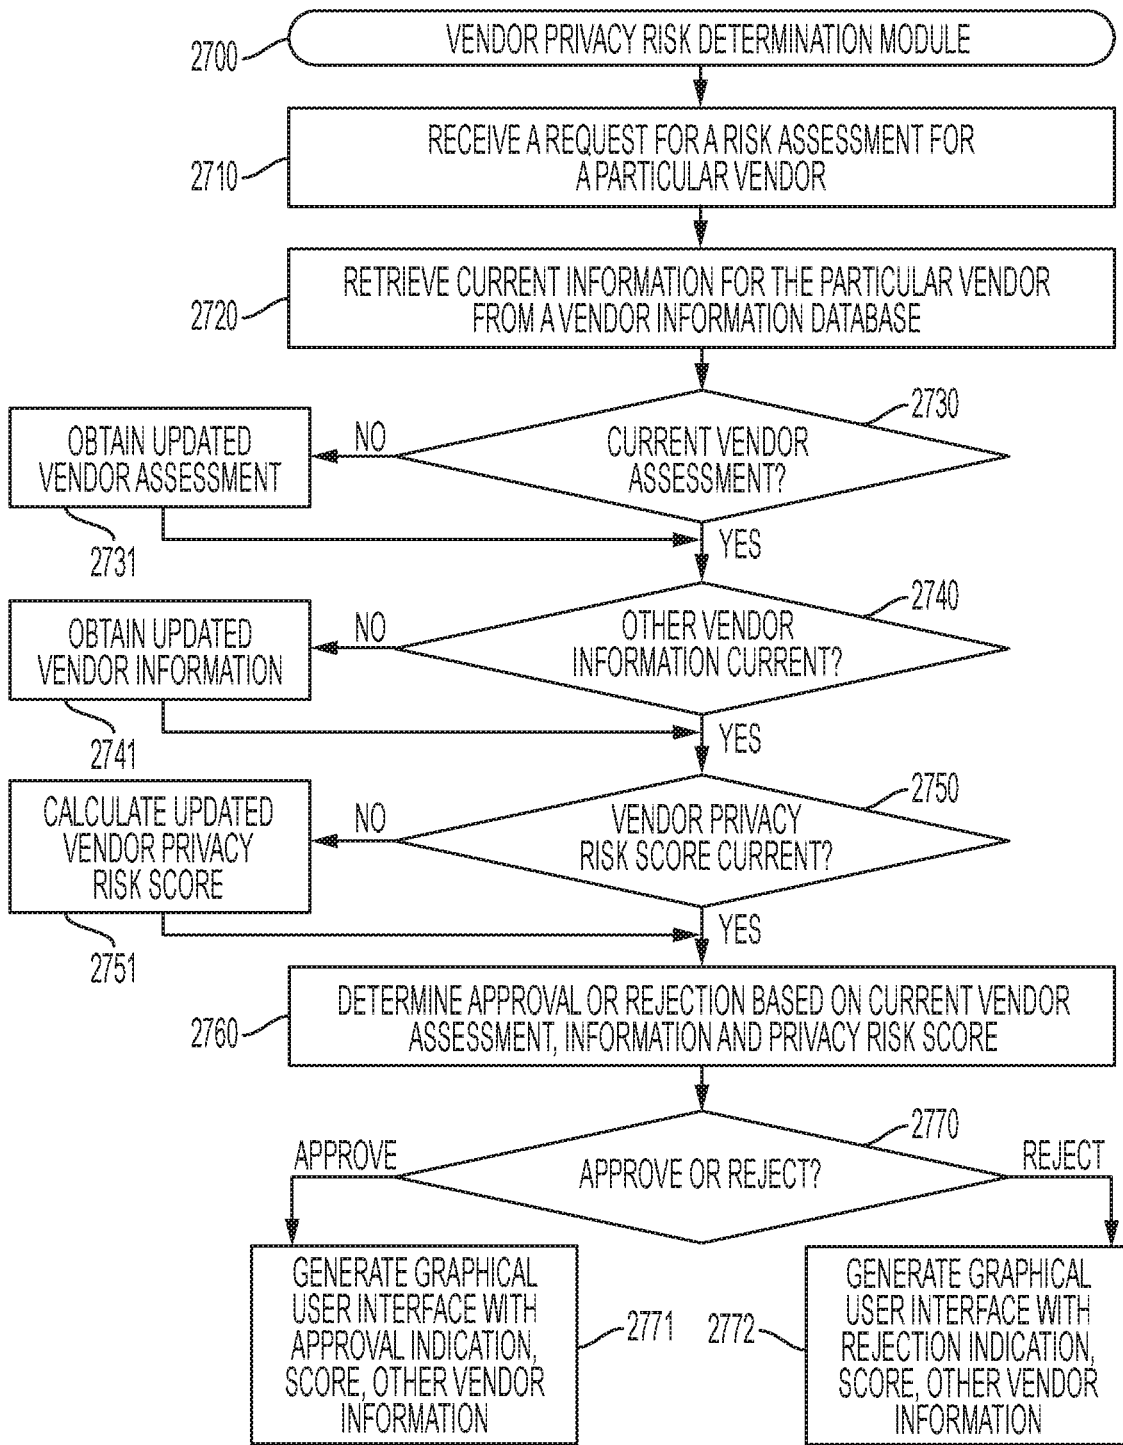 2700
VENDOR PRIVACY RISK DETERMINATION MODULE
2710
RECEIVE A REQUEST FOR A RISK ASSESSMENT FOR
A PARTICULAR VENDOR
2720
RETRIEVE CURRENT INFORMATION FOR THE PARTICULAR VENDOR
FROM A VENDOR INFORMATION DATABASE
2730
CURRENT VENDOR
ASSESSMENT?
NO
OBTAIN UPDATED
VENDOR ASSESSMENT
2731
YES
2740
OTHER VENDOR
INFORMATION CURRENT?
NO
OBTAIN UPDATED
VENDOR INFORMATION
2741
YES
2750
VENDOR PRIVACY
RISK SCORE CURRENT?
NO
CALCULATE UPDATED
VENDOR PRIVACY
RISK SCORE
2751
YES
2760
DETERMINE APPROVAL OR REJECTION BASED ON CURRENT VENDOR
ASSESSMENT, INFORMATION AND PRIVACY RISK SCORE
2770
APPROVE
APPROVE OR REJECT?
REJECT
GENERATE GRAPHICAL
USER INTERFACE WITH
APPROVAL INDICATION,
SCORE, OTHER VENDOR
INFORMATION
2771
2772
GENERATE GRAPHICAL
USER INTERFACE WITH
REJECTION INDICATION,
SCORE, OTHER VENDOR
INFORMATION